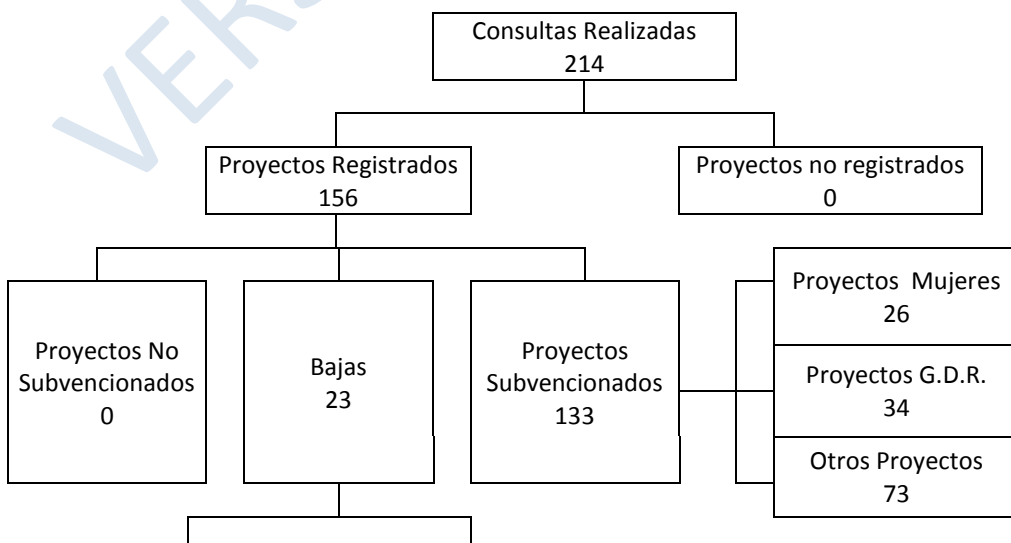 Consultas Realizadas
214
Proyectos Registrados
156
Proyectos no registrados
0
Proyectos No
Subvencionados
0
Bajas
23
Proyectos
Subvencionados
133
Proyectos Mujeres
26
Proyectos G.D.R.
34
Otros Proyectos
73